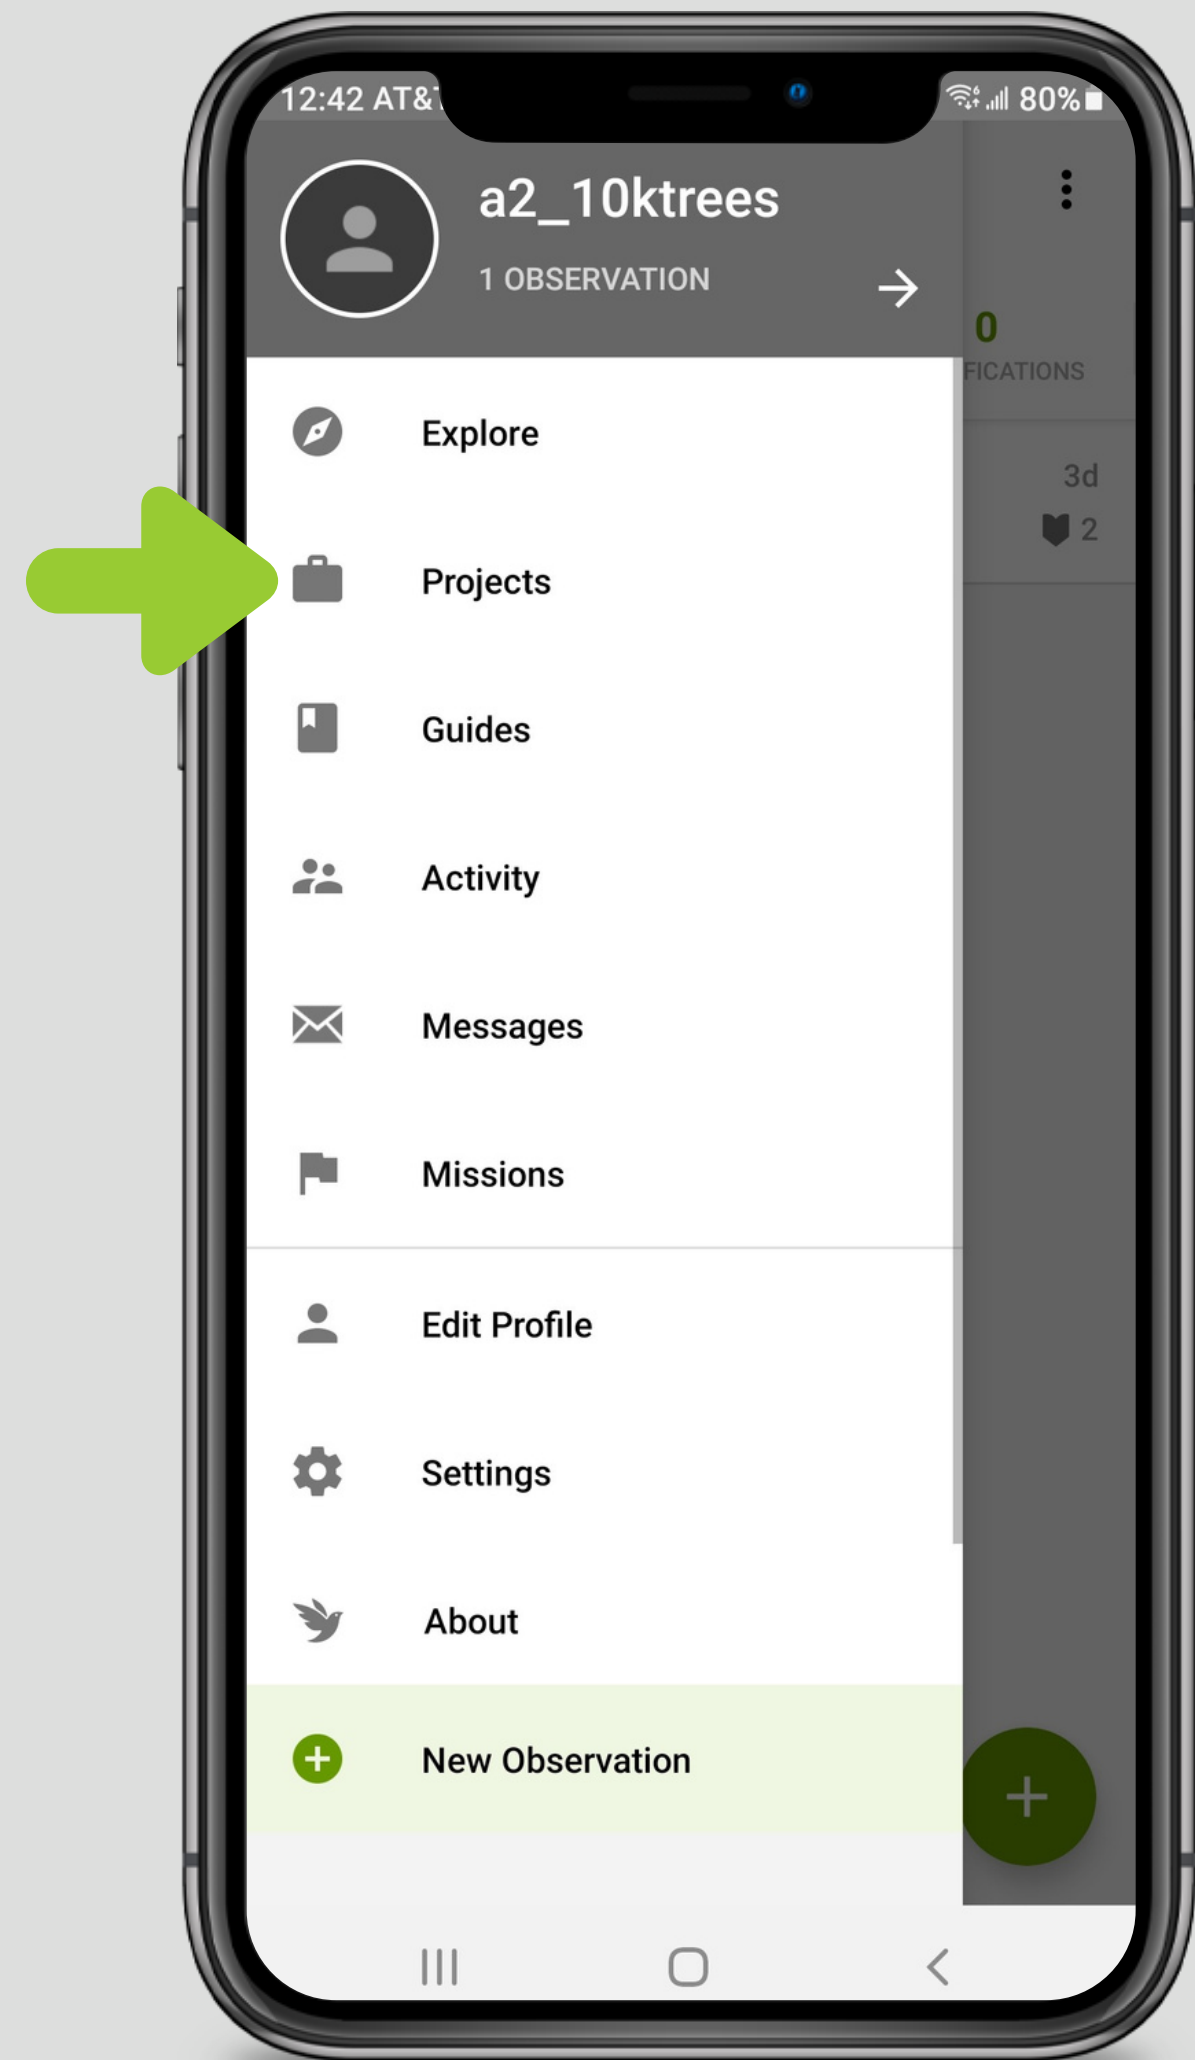 12:42 AT&T
80%
a2_10ktrees
1 OBSERVATION
0
FICATIONS
Explore
3d
2
Projects
Guides
Activity
Messages
Missions
Edit Profile
Settings
About
New Observation